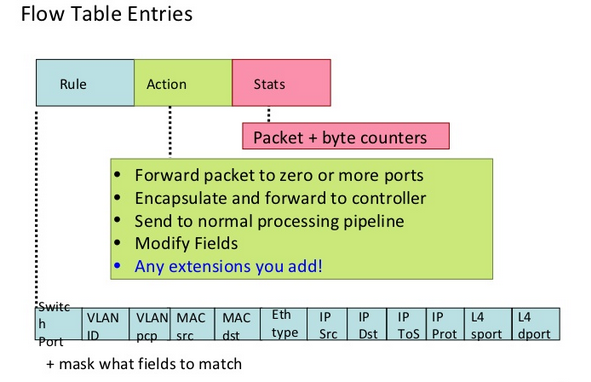 Flow Table Entries
Rule Action Stats
Packet + byte counters
• Forward packet to zero or more ports
• Encapsulate and forward to controller
• Send to normal processing pipeline
• Modify Fields
• Any extensions you add!
Switc
h
Port
VLAN
ID
VLAN
pcp
MAC
src
MAC
dst
Eth
type
IP
Src
IP
Dst
IP
ToS
IP
Prot
L4
sport
L4
dport
+ mask what fields to match